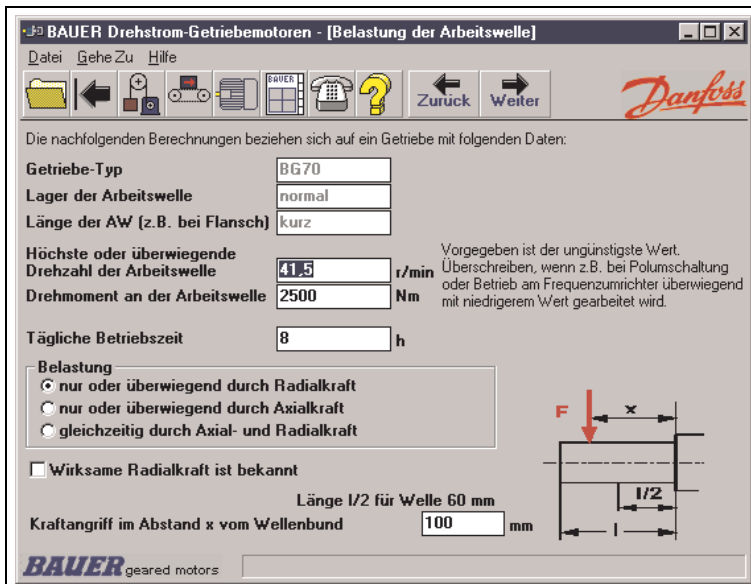 BAUER Drehstrom-Getriebemotoren - [Belastung der Arbeitswelle]
Datei Gehe Zu Hilfe
BAUER
Zurück Weiter
Danfoss
Die nachfolgenden Berechnungen beziehen sich auf ein Getriebe mit folgenden Daten:
Getriebe-Typ BG70
Lager der Arbeitswelle normal
Länge der AW (z.B. bei Flansch) kurz
Höchste oder überwiegende
Drehzahl der Arbeitswelle 41,5 r/min
Drehmoment an der Arbeitswelle 2500 Nm
Vorgegeben ist der ungünstigste Wert.
Überschreiben, wenn z.B. bei Polumschaltung
oder Betrieb am Frequenzumrichter überwiegend
mit niedrigerem Wert gearbeitet wird.
Tägliche Betriebszeit 8 h
Belastung
nur oder überwiegend durch Radialkraft
nur oder überwiegend durch Axialkraft
gleichzeitig durch Axial- und Radialkraft
F x
l/2
l
Wirksame Radialkraft ist bekannt
Länge l/2 für Welle 60 mm
Kraftangriff im Abstand x vom Wellenbund 100 mm
BAUER geared motors